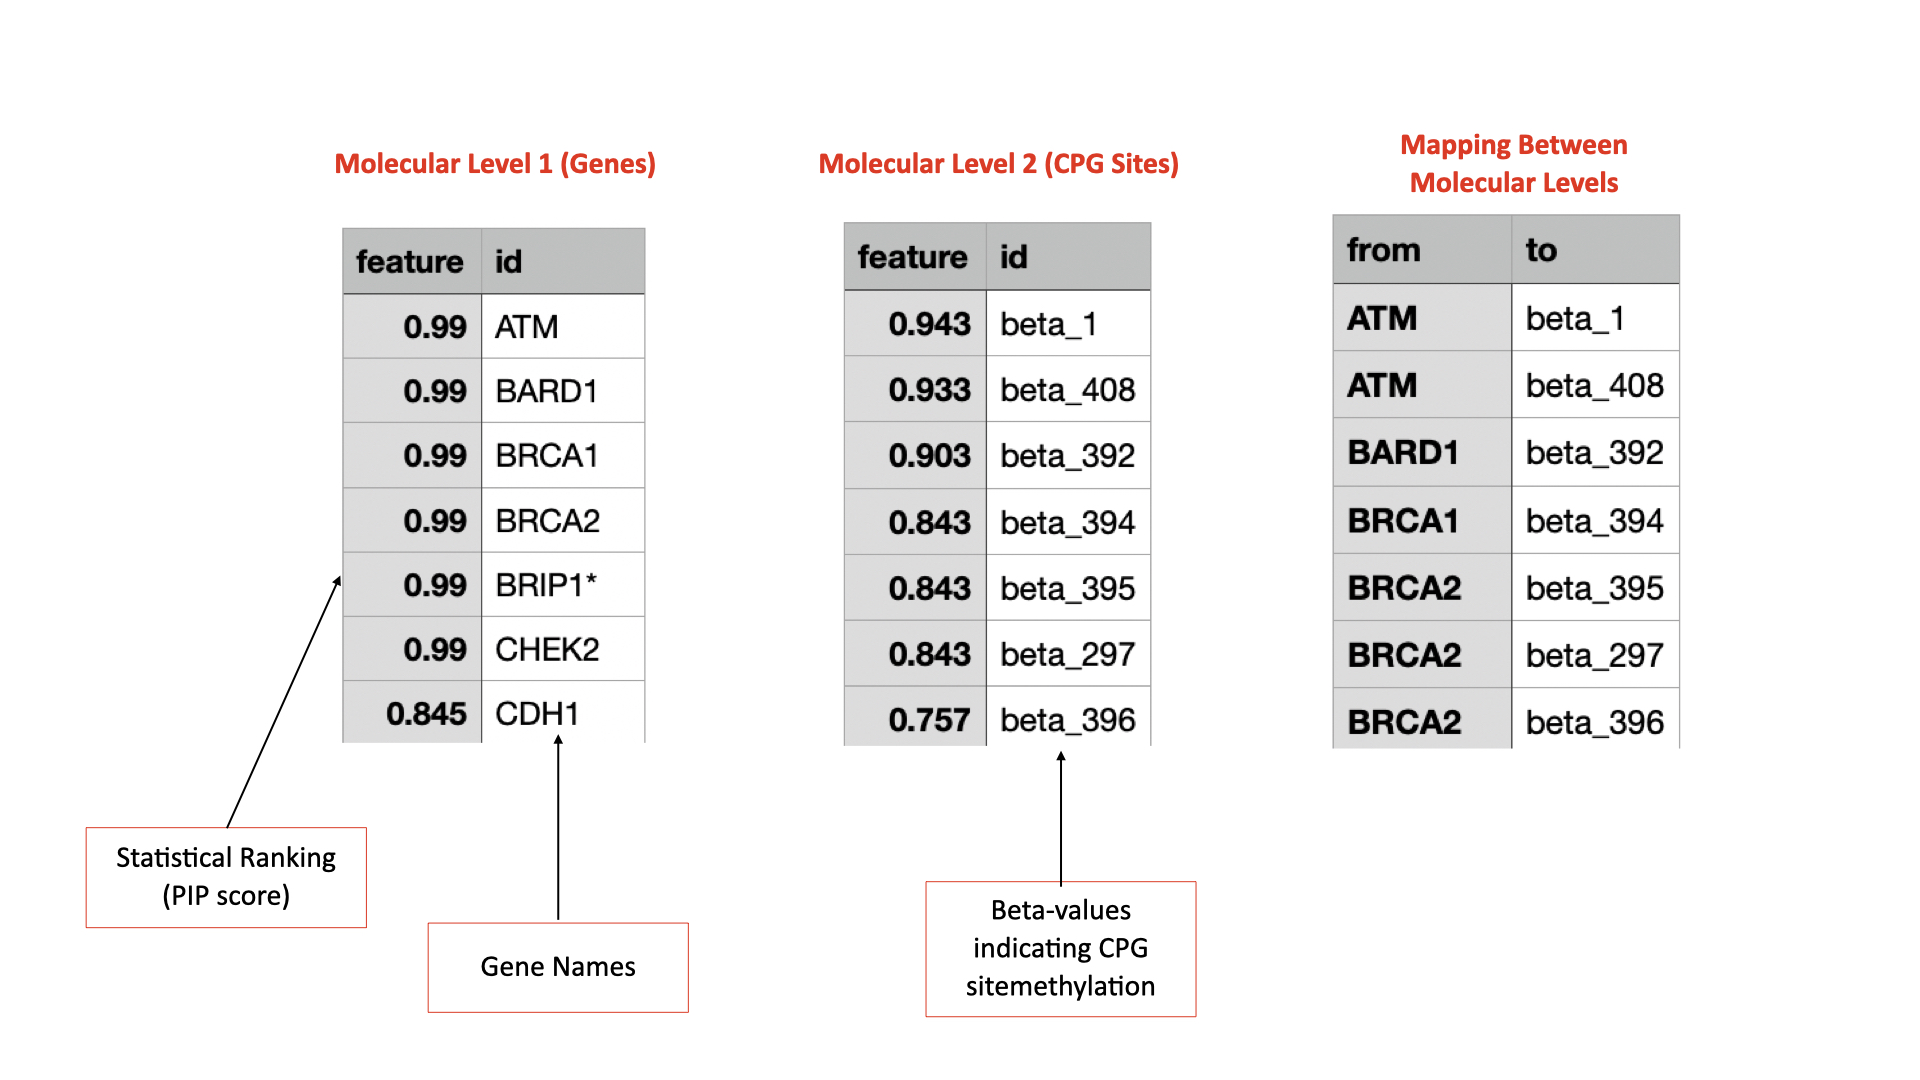 Molecular Level 1 (Genes)
feature id
0.99 ATM
0.99 BARD1
0.99 BRCA1
0.99 BRCA2
0.99 BRIP1*
0.99 CHEK2
0.845 CDH1
Statistical Ranking
(PIP score)
Gene Names
Molecular Level 2 (CPG Sites)
feature id
0.943 beta_1
0.933 beta_408
0.903 beta_392
0.843 beta_394
0.843 beta_395
0.843 beta_297
0.757 beta_396
Beta-values
indicating CPG
sitemethylation
Mapping Between
Molecular Levels
from to
ATM beta_1
ATM beta_408
BARD1 beta_392
BRCA1 beta_394
BRCA2 beta_395
BRCA2 beta_297
BRCA2 beta_396